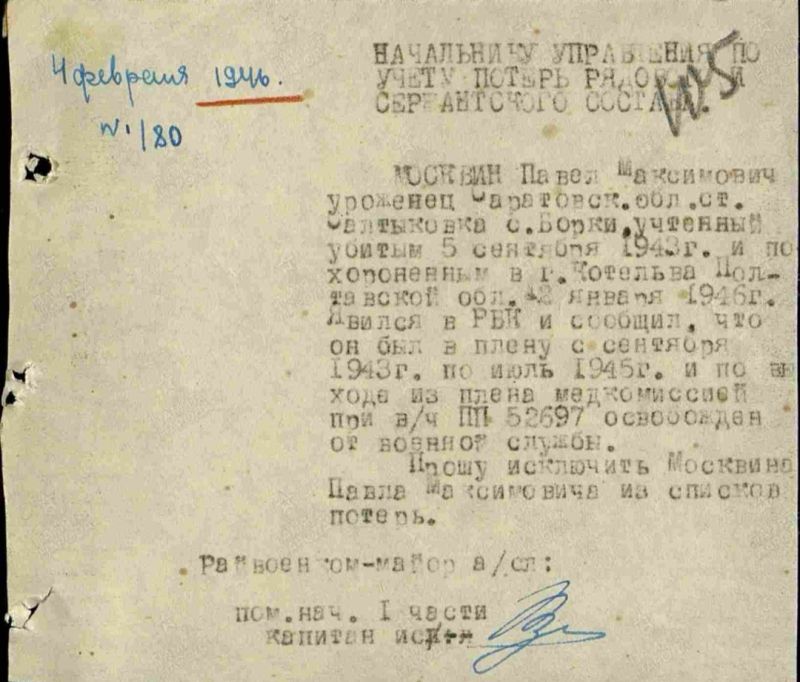 4 февраля 1946.
№ 1/80
НАЧАЛЬНИКУ УПРАВЛЕНИЯ ПО
УЧЕТУ ПОТЕРЬ РЯДОВ И
СЕРЖАНТСКОГО СОСТАВА.
МОСКВИН Павел Максимович
уроженец Саратовск.обл.ст.
Салтыковка с.Борки,учтенный
убитым 5 сентября 1943г. и по
хороненным в г.Котельва Пол-
тавской обл. 2 января 1946г.
Явился в РВК и сообщил, что
он был в плену с сентября
1943г. по июль 1945г. и по вы
ходе из плена медкомиссией
при в/ч ПП 52697 освобожден
от военной службы.
Прошу исключить Москвина
Павла Максимовича из списков
потерь.
Райвоенком-майор а/сл:
пом.нач. I части
капитан